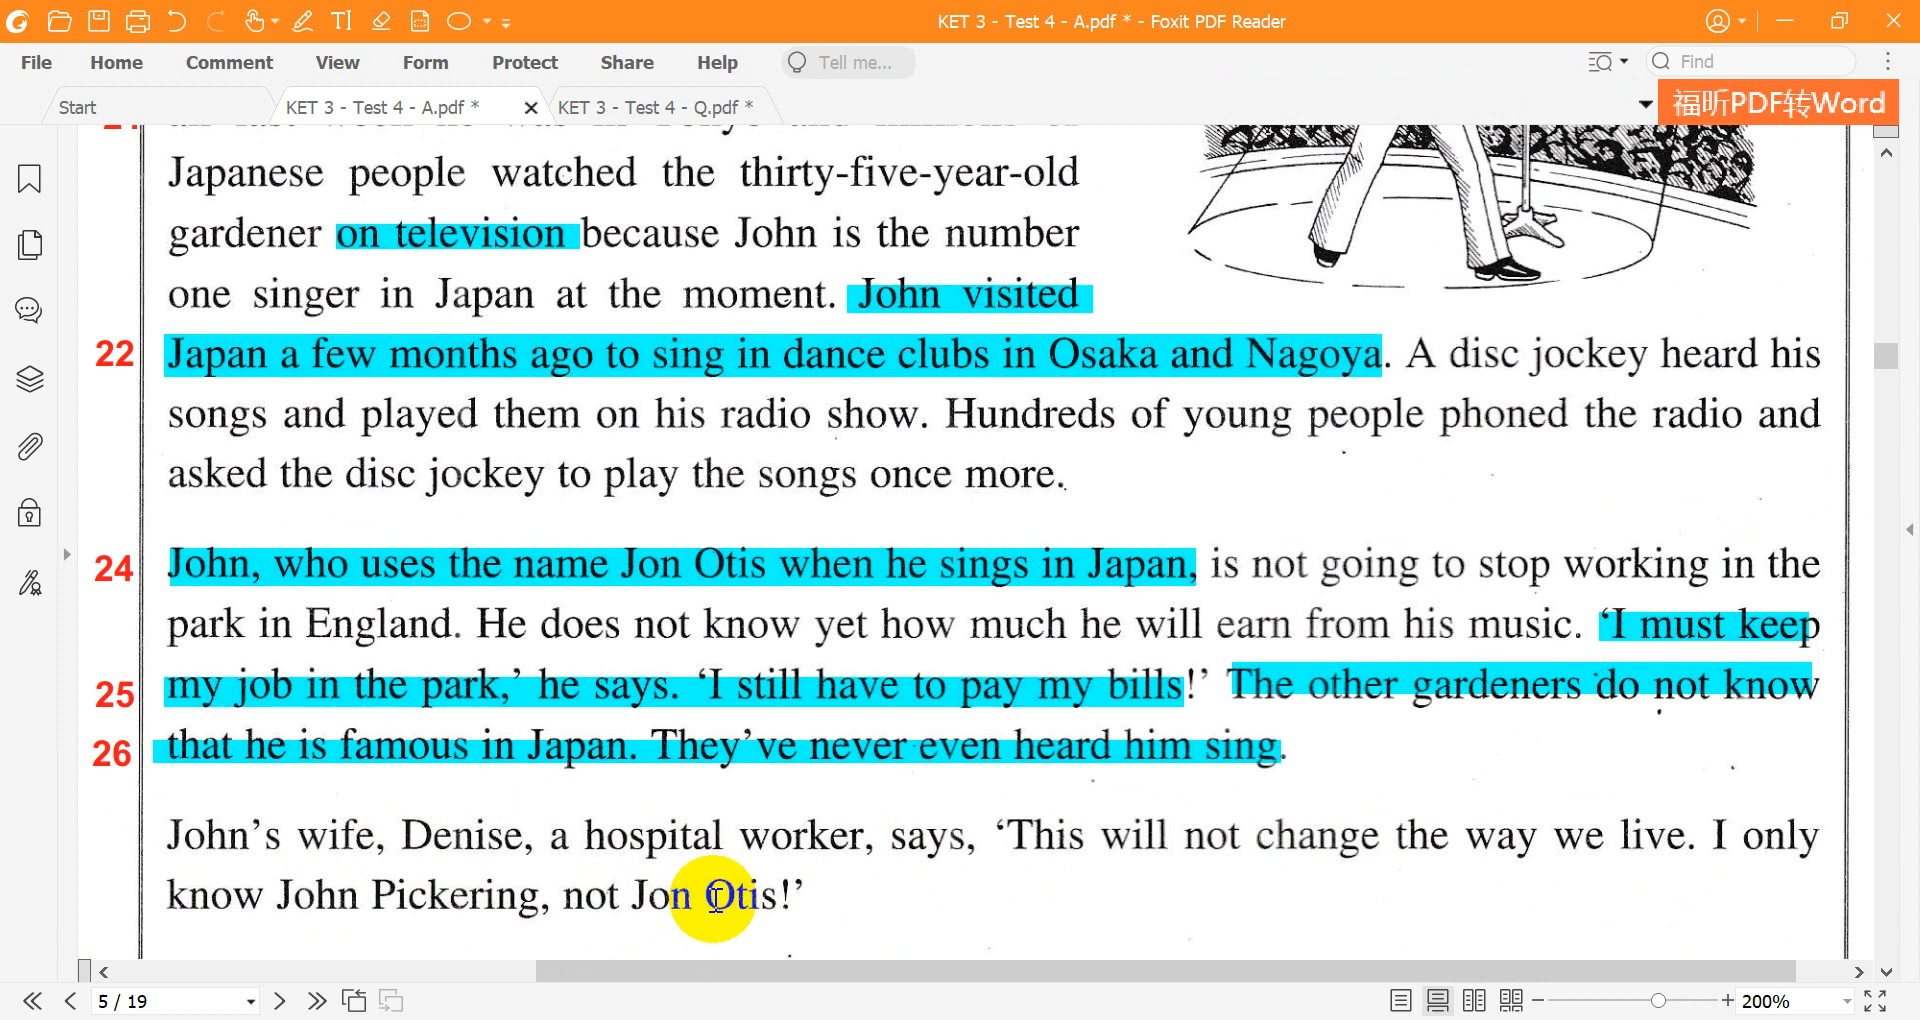 KET 3 - Test 4 - A.pdf * - Foxit PDF Reader
File Home Comment View Form Protect Share Help Tell me... Find
Start KET 3 - Test 4 - A.pdf * KET 3 - Test 4 - Q.pdf * 福昕PDF转Word
Japanese people watched the thirty-five-year-old
gardener on television because John is the number
one singer in Japan at the moment. John visited
22 Japan a few months ago to sing in dance clubs in Osaka and Nagoya. A disc jockey heard his
songs and played them on his radio show. Hundreds of young people phoned the radio and
asked the disc jockey to play the songs once more.
24 John, who uses the name Jon Otis when he sings in Japan, is not going to stop working in the
park in England. He does not know yet how much he will earn from his music. ‘I must keep
25 my job in the park,’ he says. ‘I still have to pay my bills!’ The other gardeners do not know
26 that he is famous in Japan. They’ve never even heard him sing.
John’s wife, Denise, a hospital worker, says, ‘This will not change the way we live. I only
know John Pickering, not Jon Otis!’
5 / 19 200%